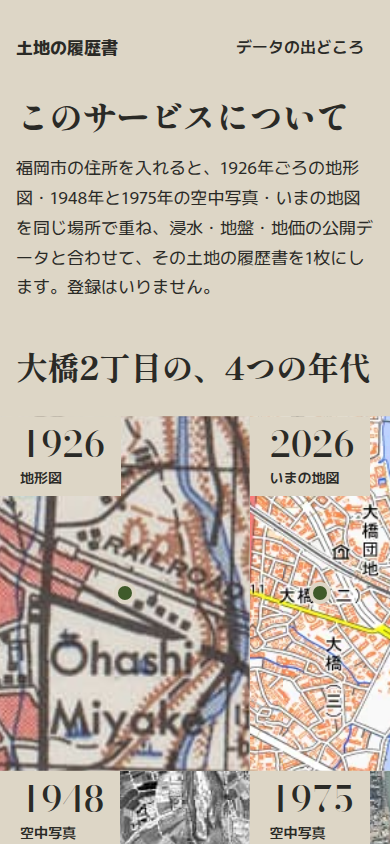 土地の履歴書
データの出どころ
このサービスについて
福岡市の住所を入れると、1926年ごろの地形
図・1948年と1975年の空中写真・いまの地図
を同じ場所で重ね、浸水・地盤・地価の公開デ
ータと合わせて、その土地の履歴書を1枚にし
ます。登録はいりません。
大橋2丁目の、4つの年代
1926
地形図
RAILROAD
Ohashi
Miyake
2026
いまの地図
大橋団地
11
大橋
二)
大橋
(三)
1948
空中写真
1975
空中写真